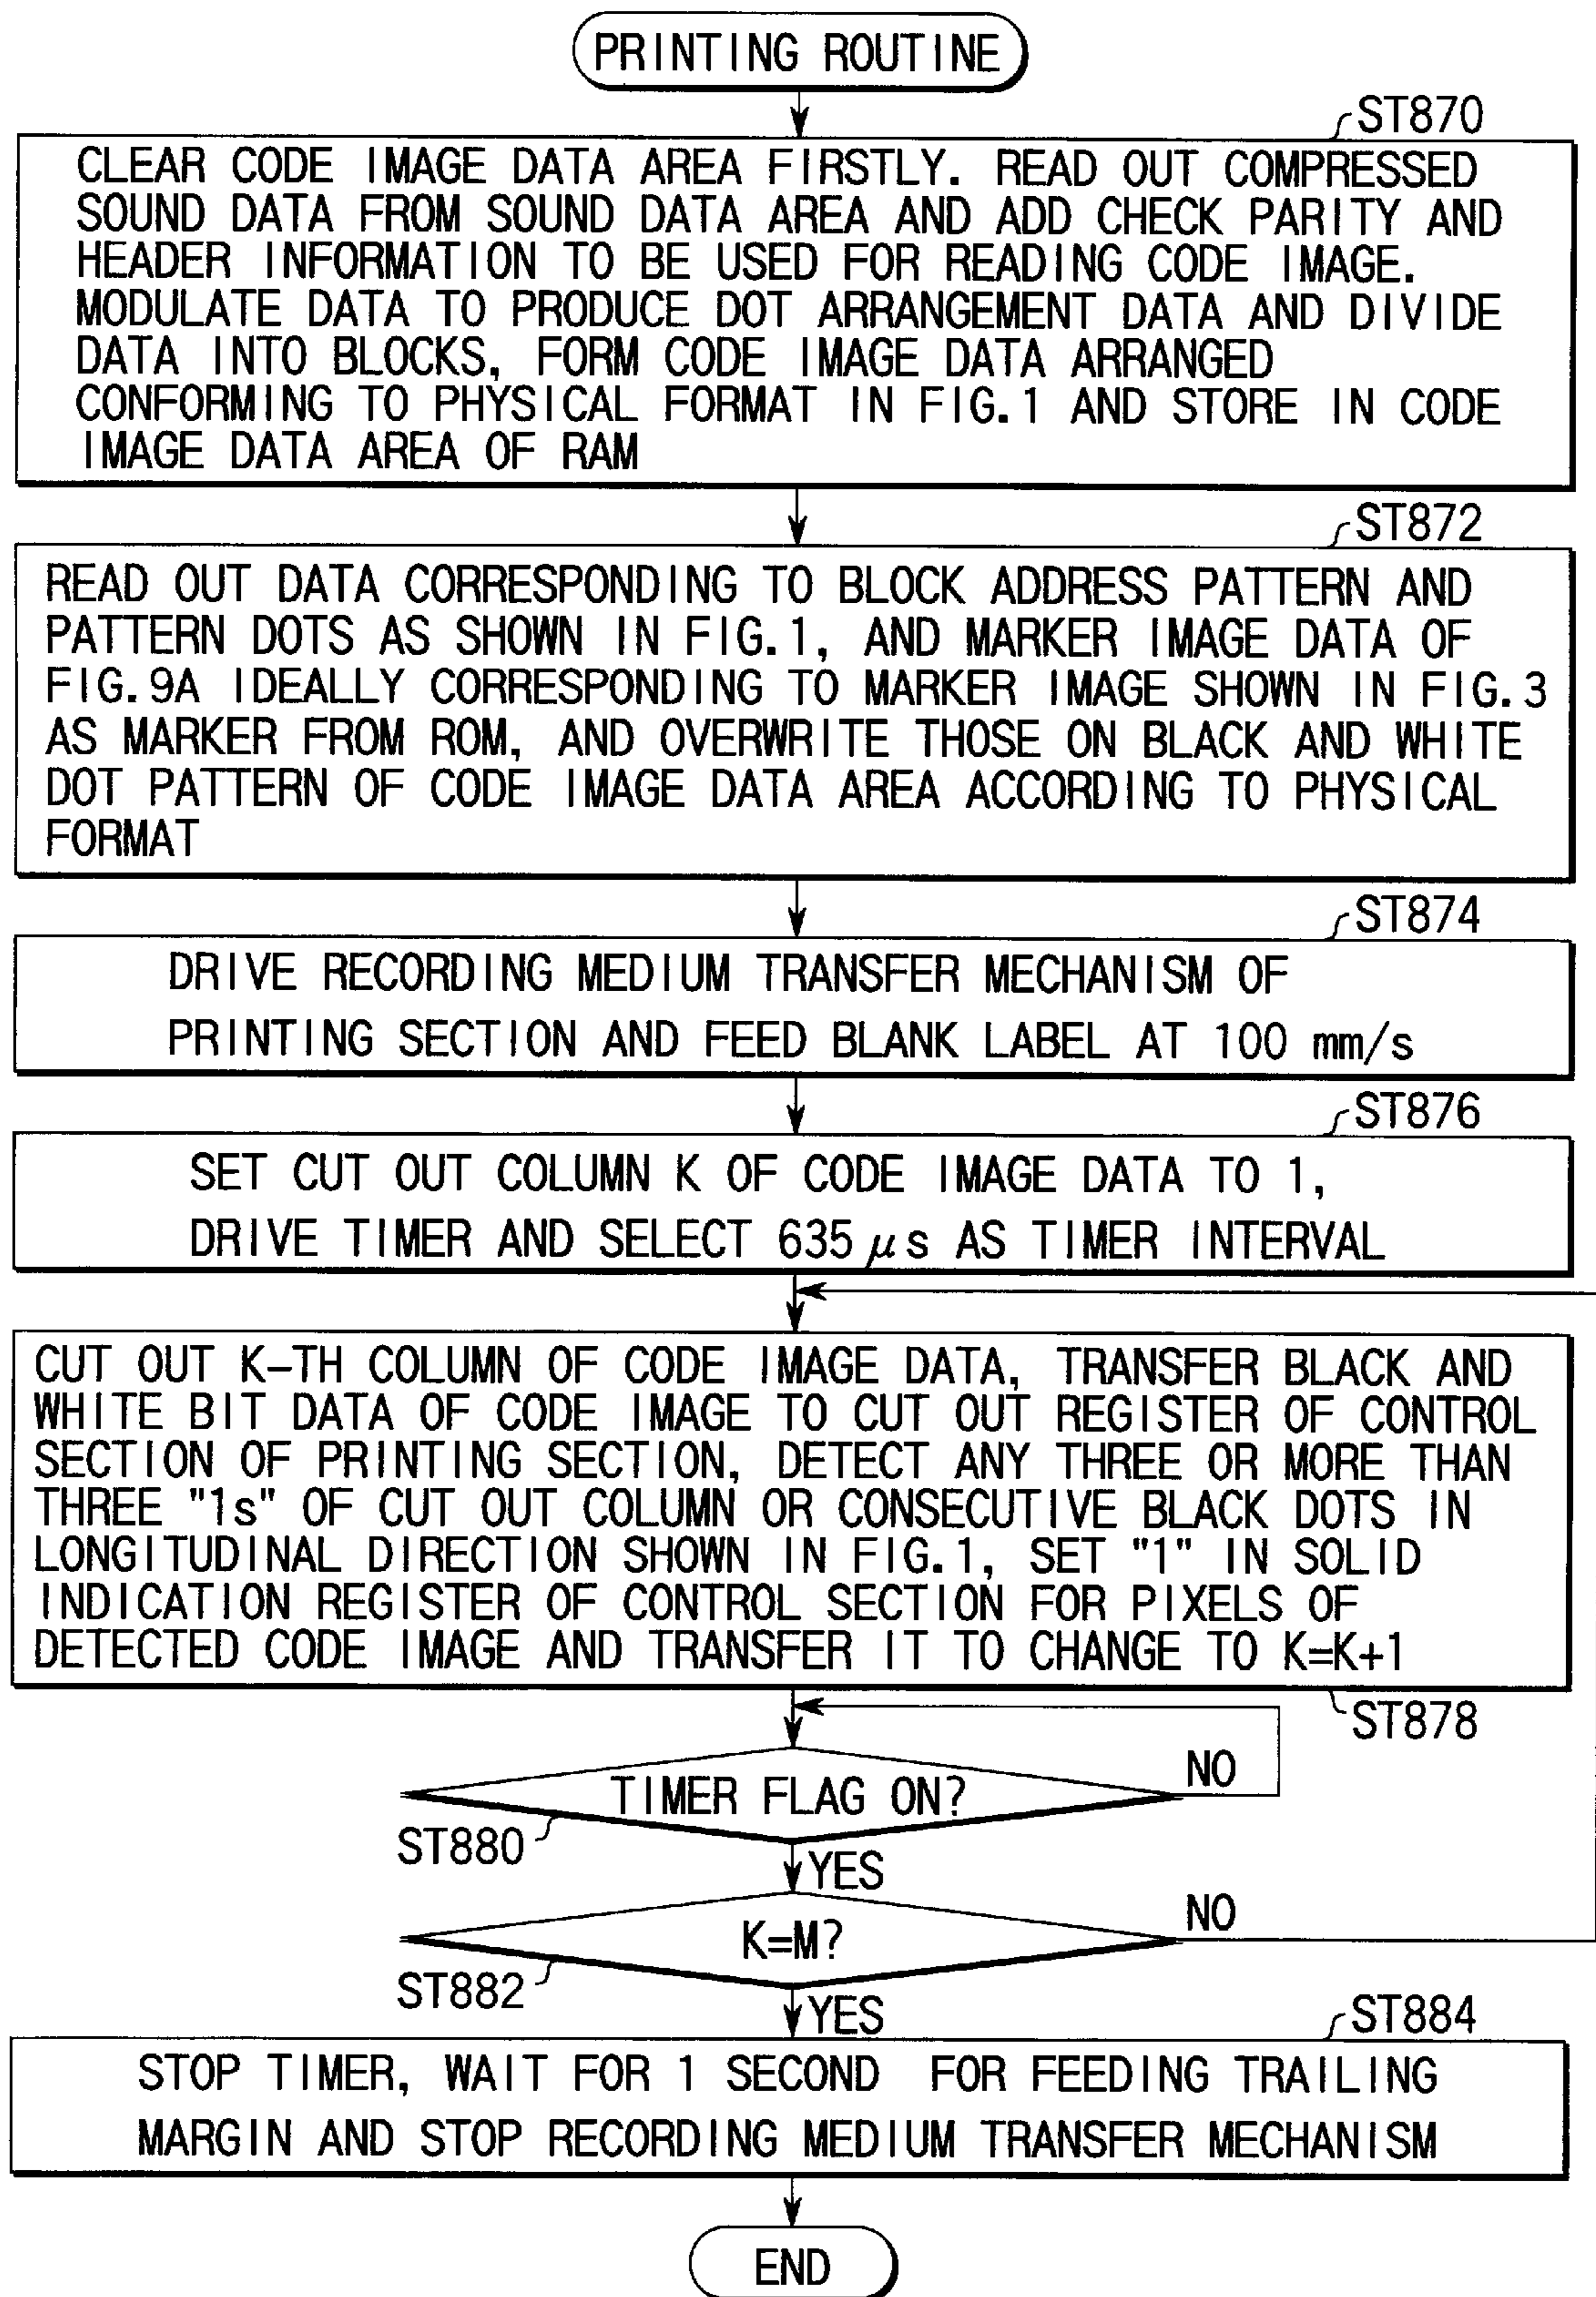 PRINTING ROUTINE
ST870
CLEAR CODE IMAGE DATA AREA FIRSTLY. READ OUT COMPRESSED
SOUND DATA FROM SOUND DATA AREA AND ADD CHECK PARITY AND
HEADER INFORMATION TO BE USED FOR READING CODE IMAGE.
MODULATE DATA TO PRODUCE DOT ARRANGEMENT DATA AND DIVIDE
DATA INTO BLOCKS, FORM CODE IMAGE DATA ARRANGED
CONFORMING TO PHYSICAL FORMAT IN FIG.1 AND STORE IN CODE
IMAGE DATA AREA OF RAM
ST872
READ OUT DATA CORRESPONDING TO BLOCK ADDRESS PATTERN AND
PATTERN DOTS AS SHOWN IN FIG.1, AND MARKER IMAGE DATA OF
FIG.9A IDEALLY CORRESPONDING TO MARKER IMAGE SHOWN IN FIG.3
AS MARKER FROM ROM, AND OVERWRITE THOSE ON BLACK AND WHITE
DOT PATTERN OF CODE IMAGE DATA AREA ACCORDING TO PHYSICAL
FORMAT
ST874
DRIVE RECORDING MEDIUM TRANSFER MECHANISM OF
PRINTING SECTION AND FEED BLANK LABEL AT 100 mm/s
ST876
SET CUT OUT COLUMN K OF CODE IMAGE DATA TO 1,
DRIVE TIMER AND SELECT 635 μs AS TIMER INTERVAL
CUT OUT K-TH COLUMN OF CODE IMAGE DATA, TRANSFER BLACK AND
WHITE BIT DATA OF CODE IMAGE TO CUT OUT REGISTER OF CONTROL
SECTION OF PRINTING SECTION, DETECT ANY THREE OR MORE THAN
THREE "1s" OF CUT OUT COLUMN OR CONSECUTIVE BLACK DOTS IN
LONGITUDINAL DIRECTION SHOWN IN FIG.1, SET "1" IN SOLID
INDICATION REGISTER OF CONTROL SECTION FOR PIXELS OF
DETECTED CODE IMAGE AND TRANSFER IT TO CHANGE TO K=K+1
ST878
TIMER FLAG ON?
NO
ST880
YES
K=M?
NO
ST882
YES
ST884
STOP TIMER, WAIT FOR 1 SECOND FOR FEEDING TRAILING
MARGIN AND STOP RECORDING MEDIUM TRANSFER MECHANISM
END